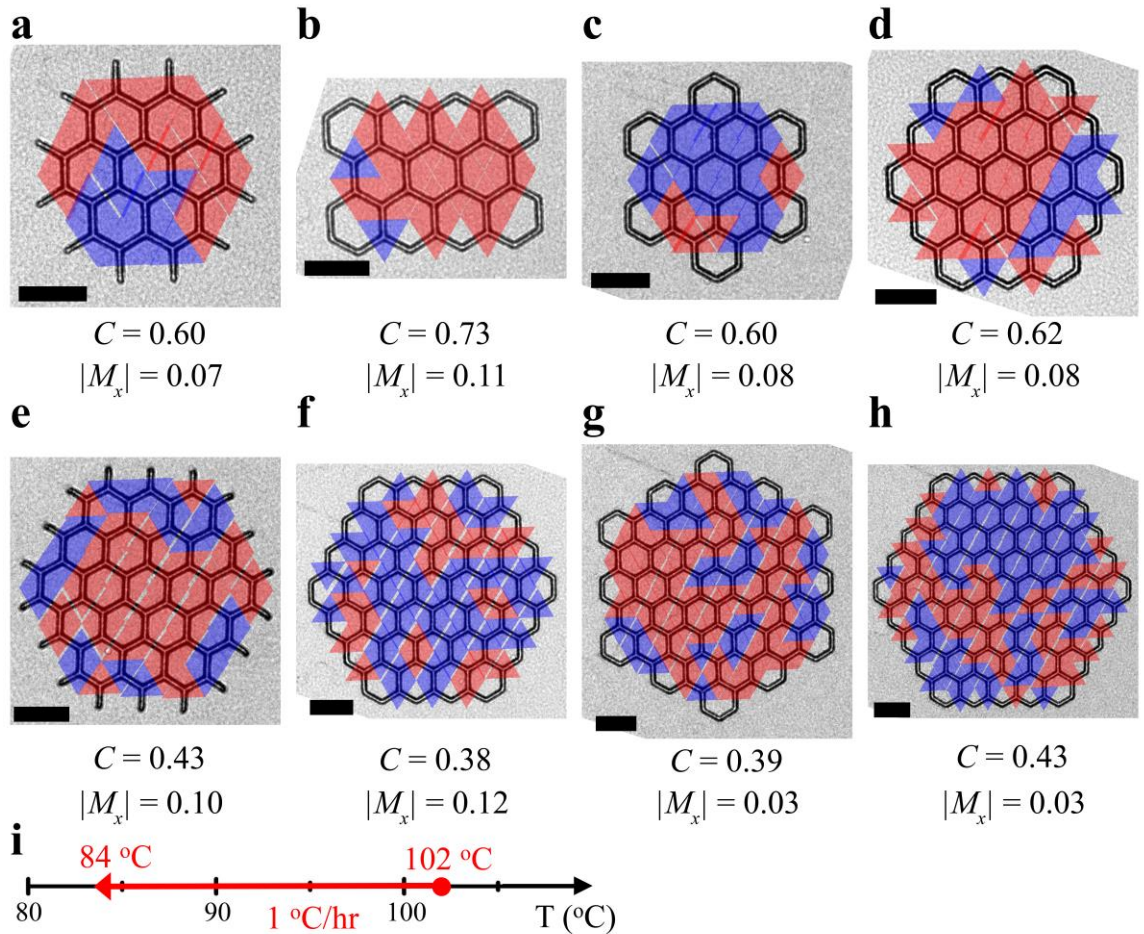 a b c d
C = 0.60 C = 0.73 C = 0.60 C = 0.62
|Mx| = 0.07 |Mx| = 0.11 |Mx| = 0.08 |Mx| = 0.08
e f g h
C = 0.43 C = 0.38 C = 0.39 C = 0.43
|Mx| = 0.10 |Mx| = 0.12 |Mx| = 0.03 |Mx| = 0.03
i
84 °C 102 °C
80 90 100 T (°C)
1 °C/hr